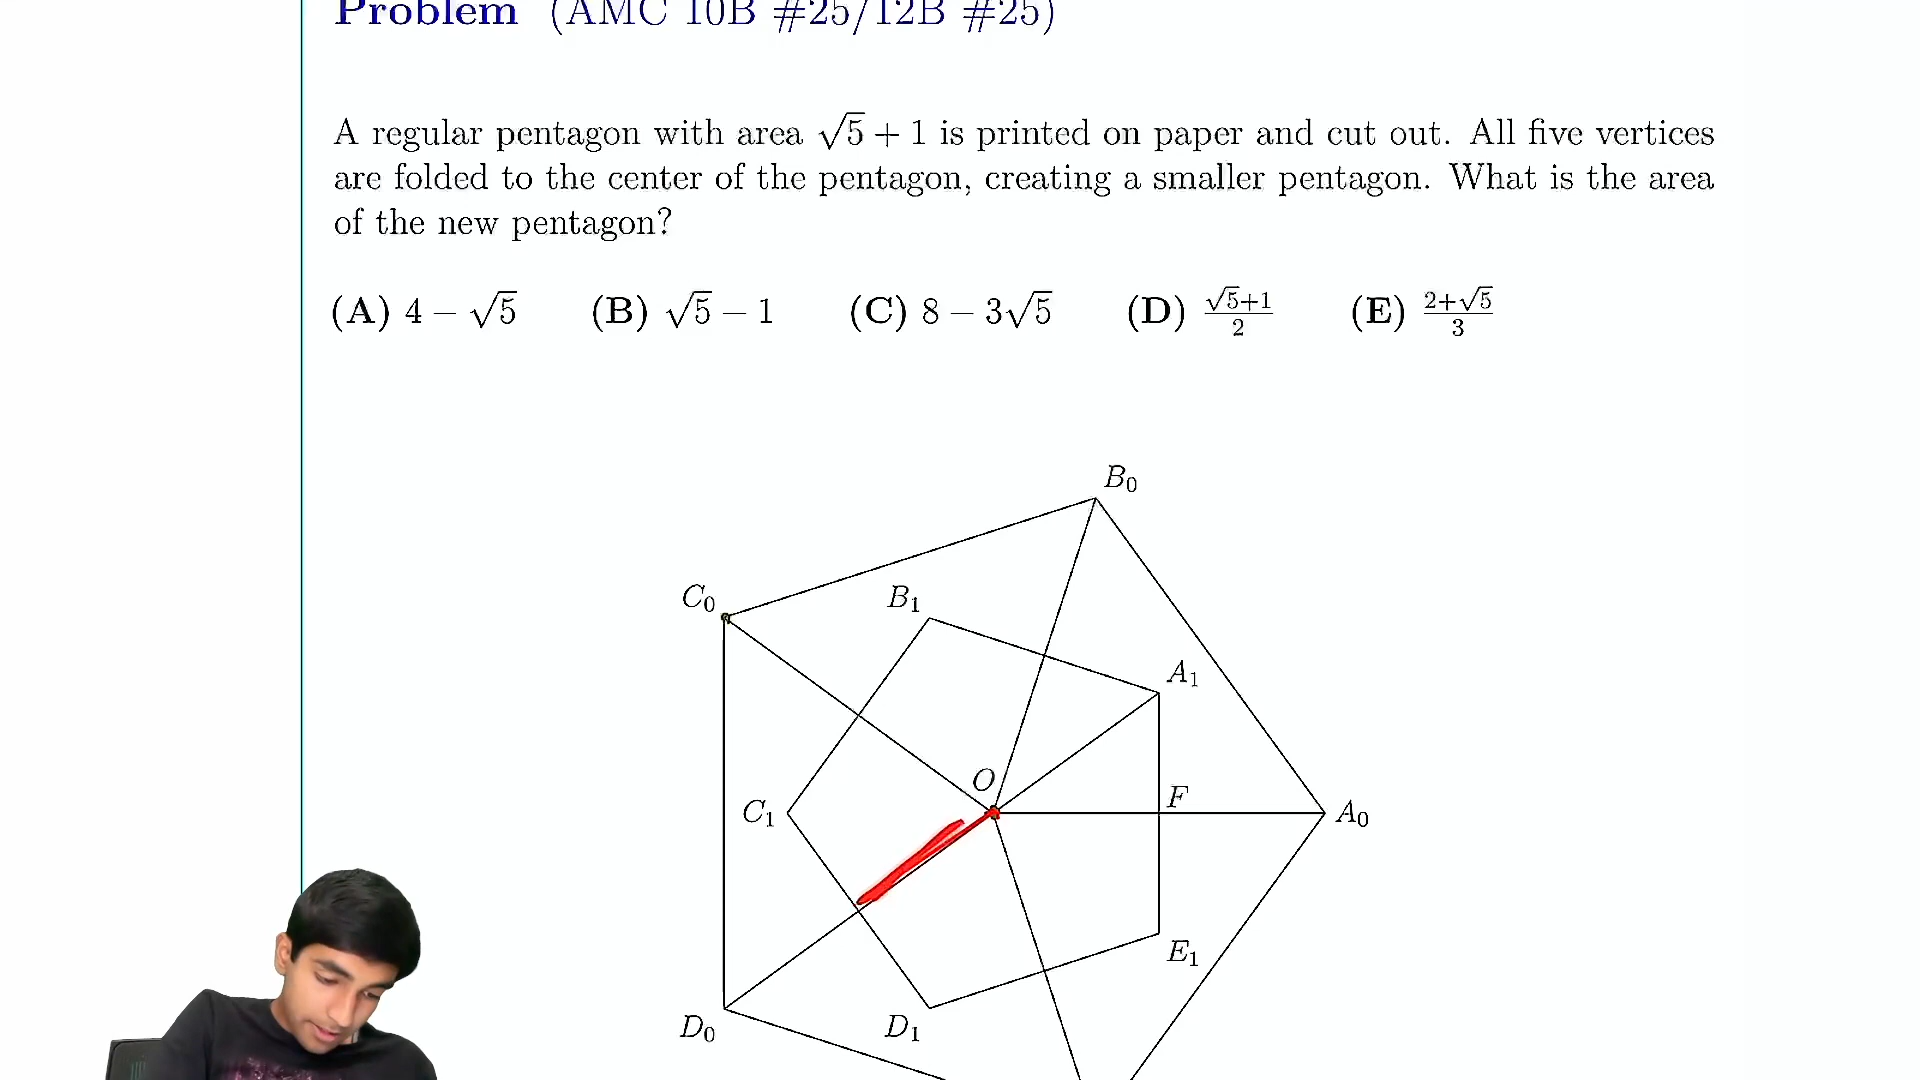 Problem (AMC 10B #25/12B #25)
A regular pentagon with area √5 + 1 is printed on paper and cut out. All five vertices
are folded to the center of the pentagon, creating a smaller pentagon. What is the area
of the new pentagon?
(A) 4 − √5 (B) √5 − 1 (C) 8 − 3√5 (D) (√5+1)/2 (E) (2+√5)/3
B₀
C₀ B₁
A₁
O
C₁ F A₀
E₁
D₀ D₁